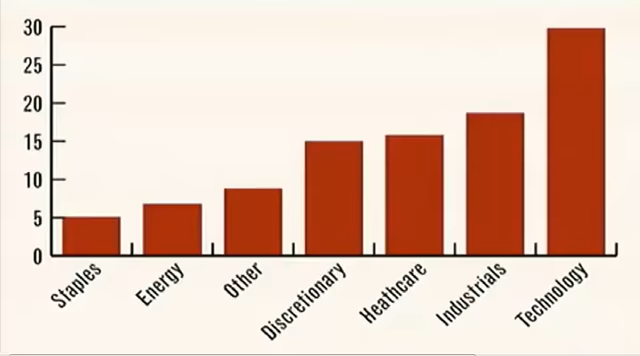 30
25
20
15
10
5
0
Staples
Energy
Other
Discretionary
Heathcare
Industrials
Technology